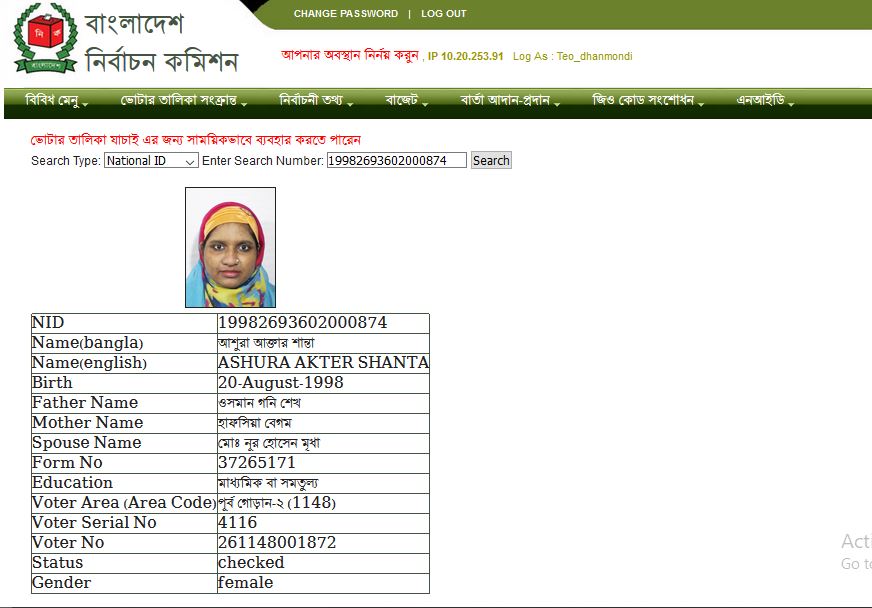 বাংলাদেশ
নির্বাচন কমিশন
নি ক
বাংলাদেশ
CHANGE PASSWORD | LOG OUT
আপনার অবস্থান নির্নয় করুন , IP 10.20.253.91 Log As : Teo_dhanmondi
বিবিধ মেনু ভোটার তালিকা সংক্রান্ত নির্বাচনী তথ্য বাজেট বার্তা আদান-প্রদান জিও কোড সংশোধন এনআইডি
ভোটার তালিকা যাচাই এর জন্য সাময়িকভাবে ব্যবহার করতে পারেন
Search Type: National ID Enter Search Number: 19982693602000874 Search
NID 19982693602000874
Name(bangla) আশুরা আক্তার শান্তা
Name(english) ASHURA AKTER SHANTA
Birth 20-August-1998
Father Name ওসমান গনি শেখ
Mother Name হাফসিয়া বেগম
Spouse Name মোঃ নুর হোসেন মৃধা
Form No 37265171
Education মাধ্যমিক বা সমতুল্য
Voter Area (Area Code) পূর্ব গোড়ান-২ (1148)
Voter Serial No 4116
Voter No 261148001872
Status checked
Gender female
Acti
Go to